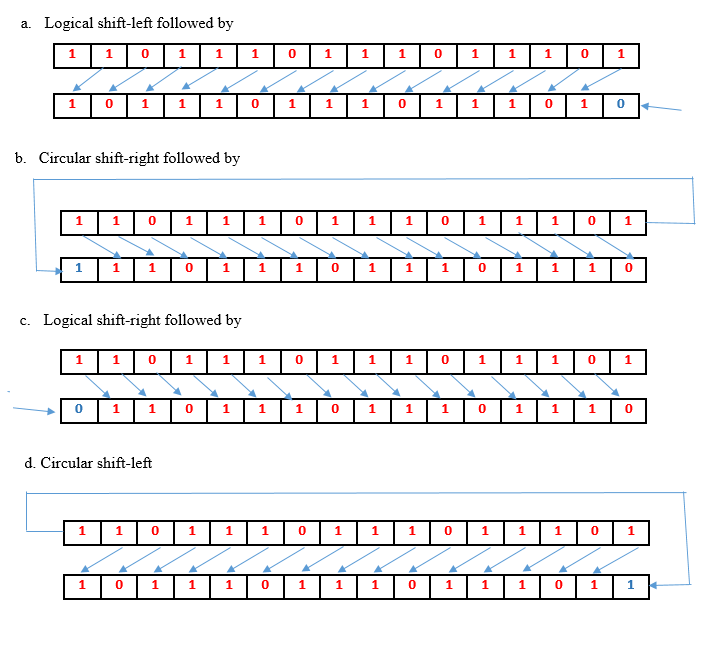 a. Logical shift-left followed by
1 1 0 1 1 1 0 1 1 1 0 1 1 1 0 1
1 0 1 1 1 0 1 1 1 0 1 1 1 0 1 0
b. Circular shift-right followed by
1 1 0 1 1 1 0 1 1 1 0 1 1 1 0 1
1 1 1 0 1 1 1 0 1 1 1 0 1 1 1 0
c. Logical shift-right followed by
1 1 0 1 1 1 0 1 1 1 0 1 1 1 0 1
0 1 1 0 1 1 1 0 1 1 1 0 1 1 1 0
d. Circular shift-left
1 1 0 1 1 1 0 1 1 1 0 1 1 1 0 1
1 0 1 1 1 0 1 1 1 0 1 1 1 0 1 1